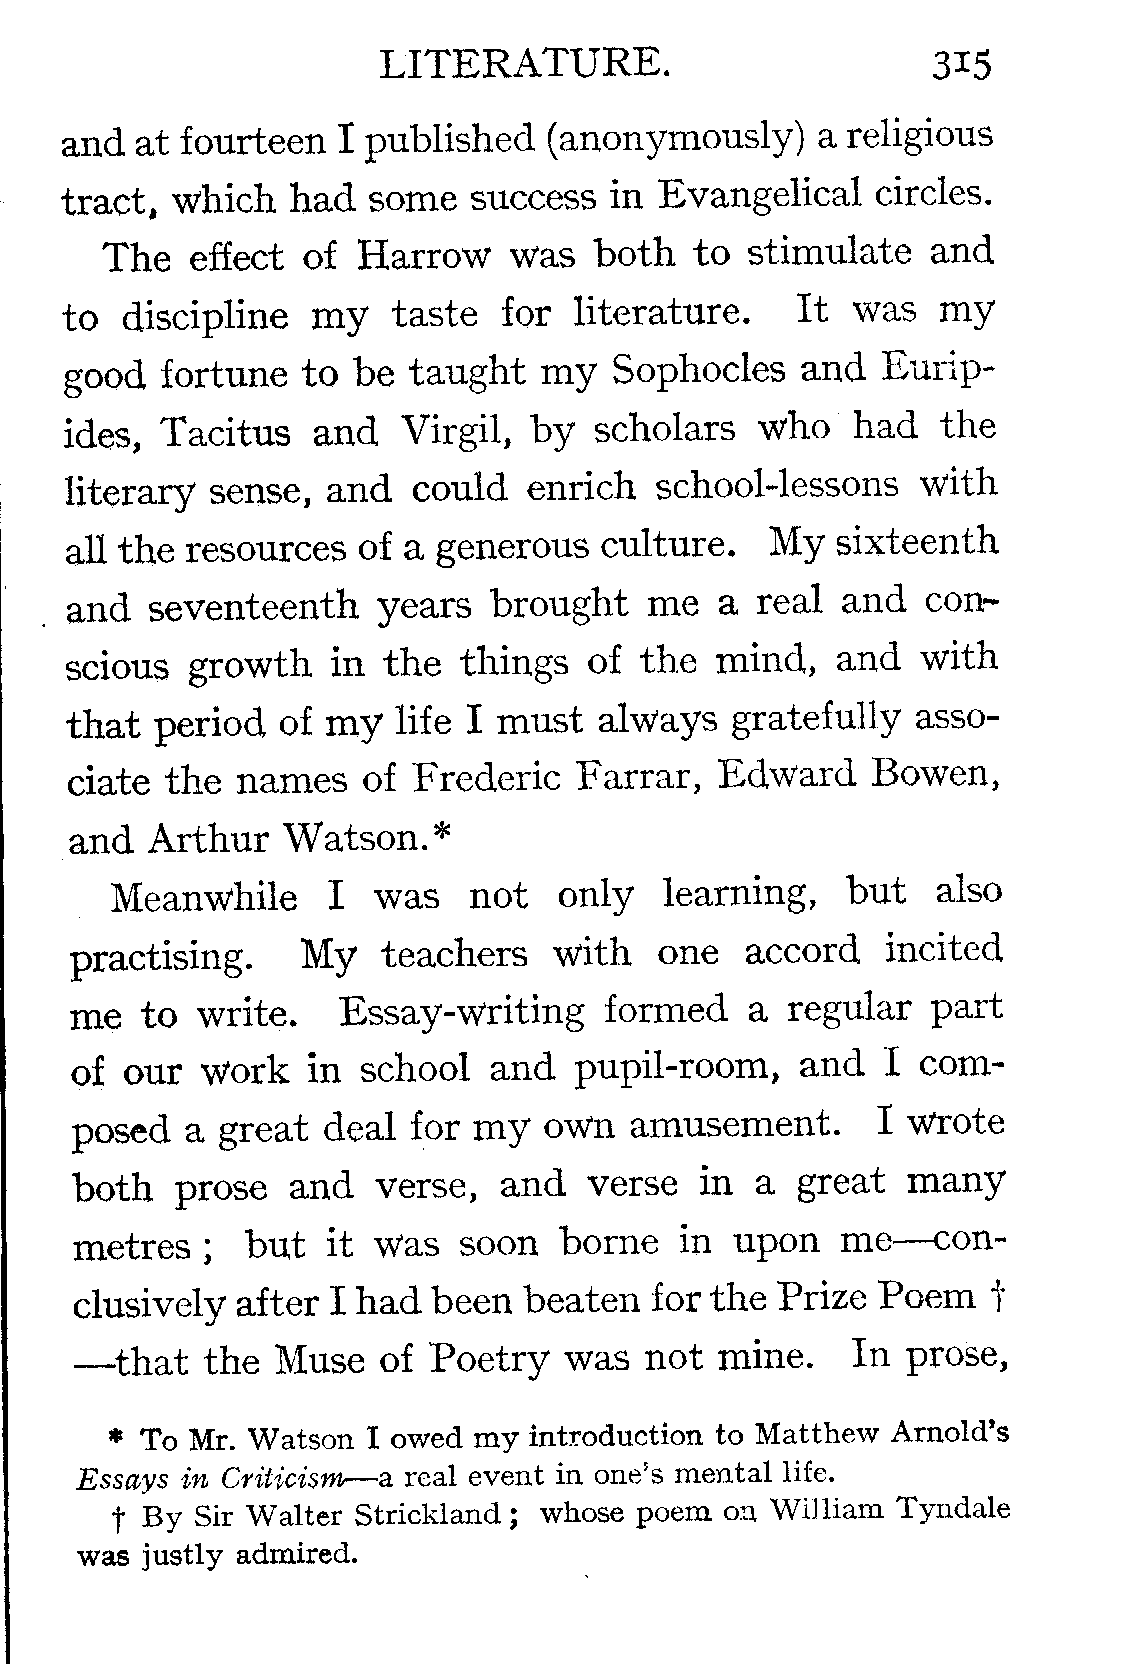 LITERATURE. 315
and at fourteen I published (anonymously) a religious
tract, which had some success in Evangelical circles.
The effect of Harrow was both to stimulate and
to discipline my taste for literature. It was my
good fortune to be taught my Sophocles and Eurip-
ides, Tacitus and Virgil, by scholars who had the
literary sense, and could enrich school-lessons with
all the resources of a generous culture. My sixteenth
and seventeenth years brought me a real and con-
scious growth in the things of the mind, and with
that period of my life I must always gratefully asso-
ciate the names of Frederic Farrar, Edward Bowen,
and Arthur Watson.*
Meanwhile I was not only learning, but also
practising. My teachers with one accord incited
me to write. Essay-writing formed a regular part
of our work in school and pupil-room, and I com-
posed a great deal for my own amusement. I wrote
both prose and verse, and verse in a great many
metres ; but it was soon borne in upon me—con-
clusively after I had been beaten for the Prize Poem †
—that the Muse of Poetry was not mine. In prose,
* To Mr. Watson I owed my introduction to Matthew Arnold's
Essays in Criticism—a real event in one's mental life.
† By Sir Walter Strickland ; whose poem on William Tyndale
was justly admired.